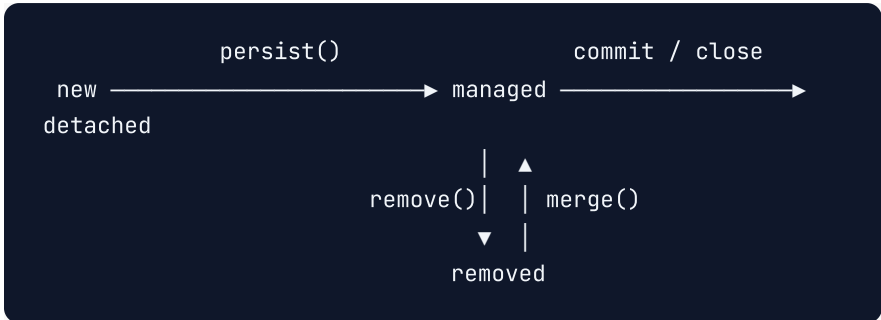 persist() commit / close
new ──────────────────────▶ managed ────────────────▶
detached
│ ▲
remove()│ │ merge()
▼ │
removed